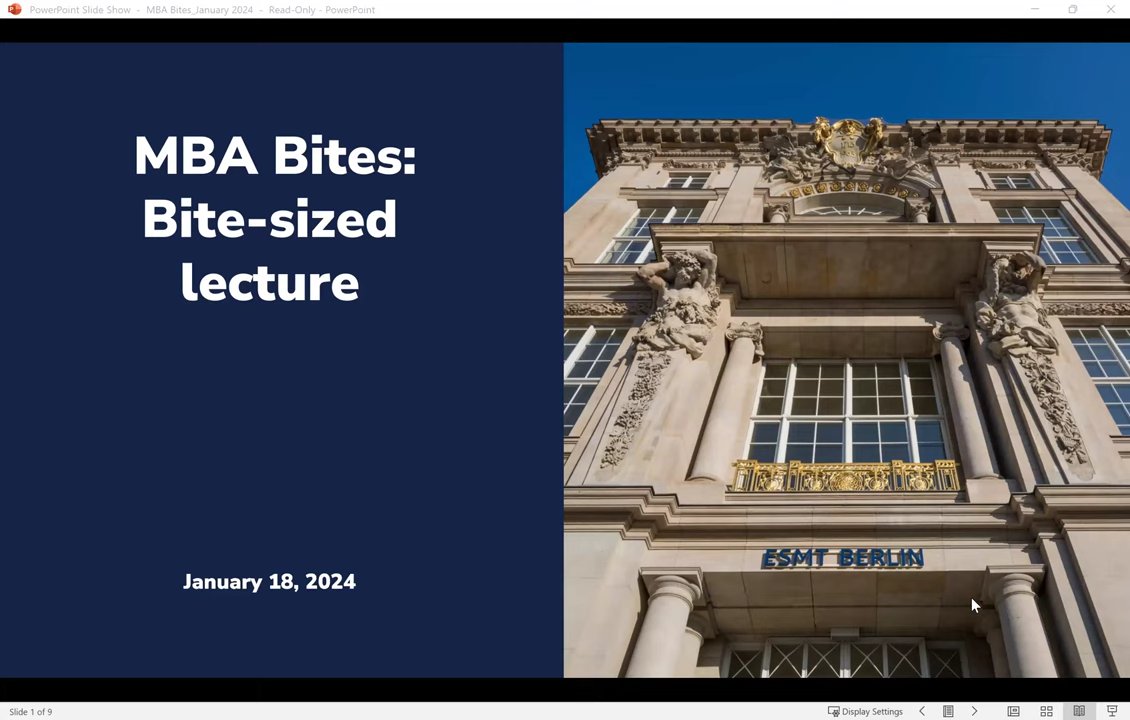 PowerPoint Slide Show - MBA Bites_January 2024 - Read-Only - PowerPoint
MBA Bites:
Bite-sized
lecture
January 18, 2024
ESMT BERLIN
Slide 1 of 9
Display Settings